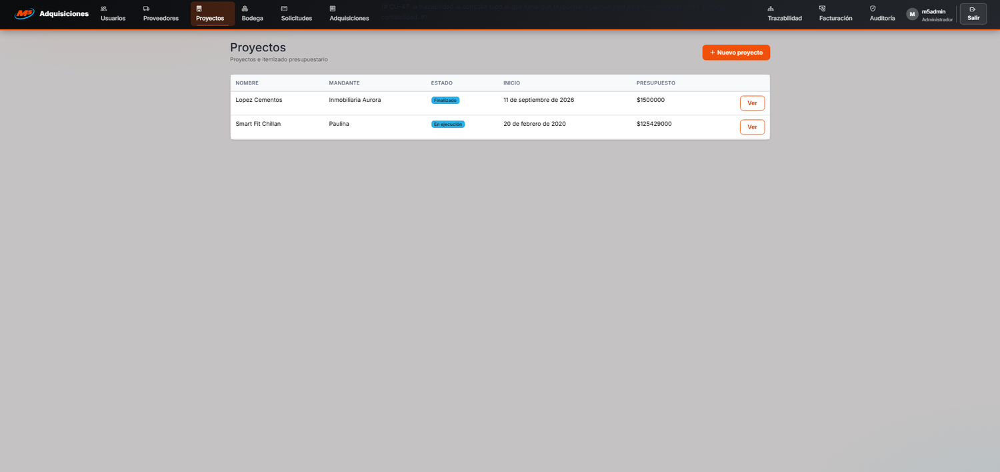 M5 Adquisiciones
Usuarios
Proveedores
Proyectos
Bodega
Solicitudes
Adquisiciones
Trazabilidad
Facturación
Auditoría
M
m5admin
Administrador
Salir
Proyectos
Proyectos e itemizado presupuestario
+ Nuevo proyecto
NOMBRE MANDANTE ESTADO INICIO PRESUPUESTO
Lopez Cementos Inmobiliaria Aurora Finalizado 11 de septiembre de 2026 $1500000 Ver
Smart Fit Chillan Paulina En ejecución 20 de febrero de 2020 $125429000 Ver